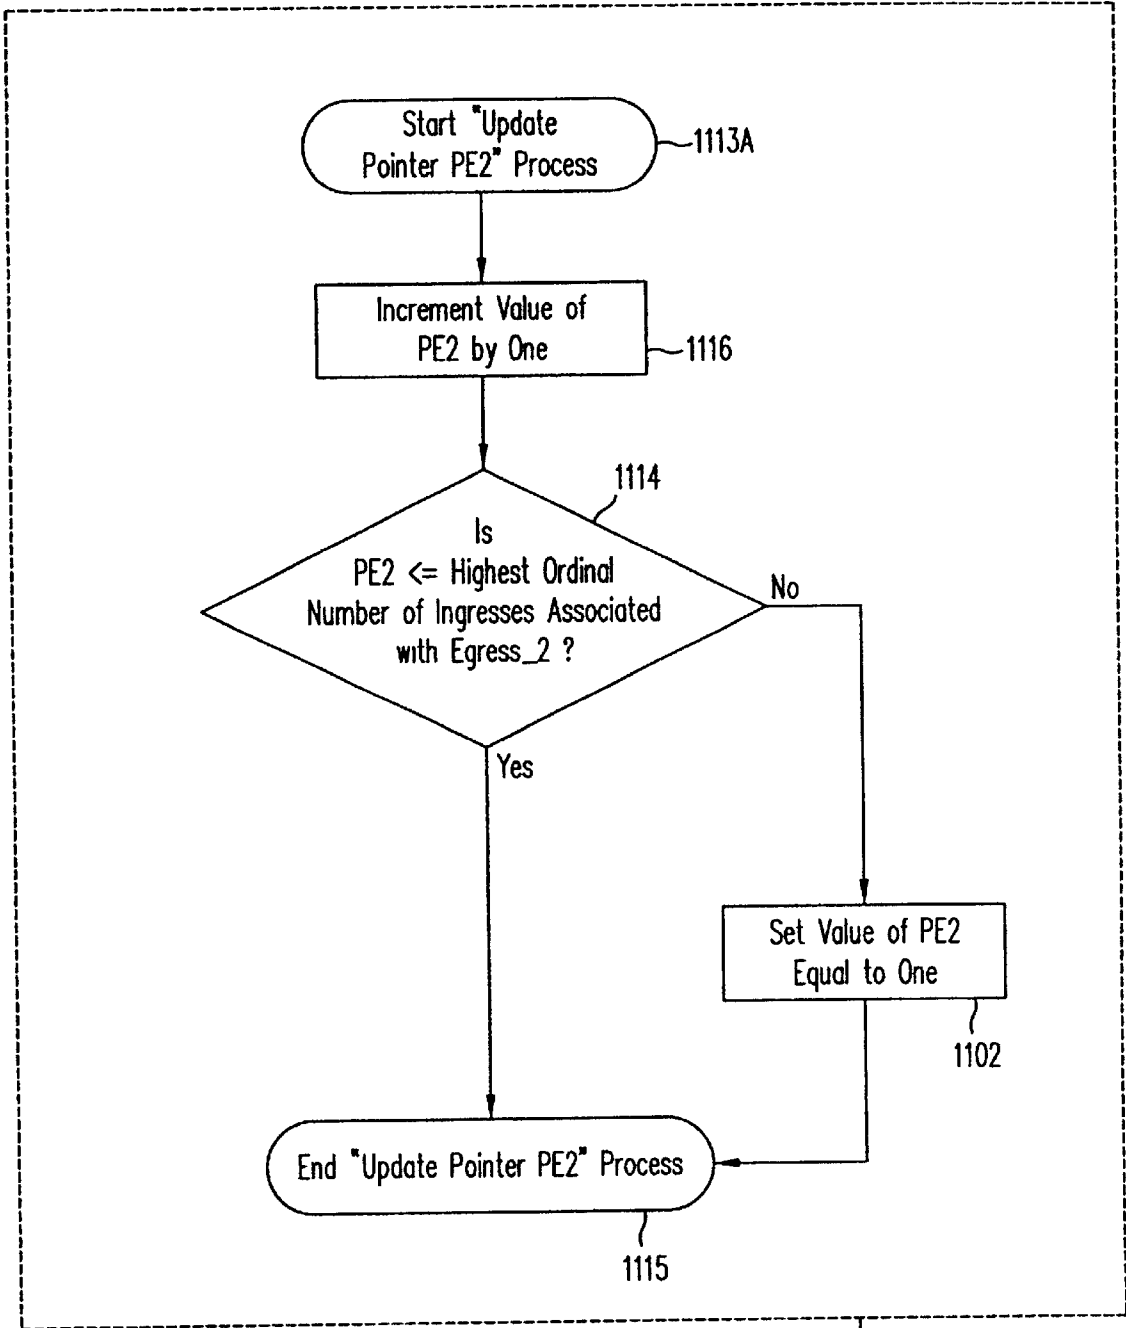 Start "Update
Pointer PE2" Process
1113A
Increment Value of
PE2 by One
1116
1114
Is
PE2 <= Highest Ordinal
Number of Ingresses Associated
with Egress_2 ?
No
Yes
Set Value of PE2
Equal to One
1102
End "Update Pointer PE2" Process
1115